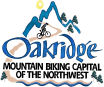 Oakridge
MOUNTAIN BIKING CAPITAL
OF THE NORTHWEST